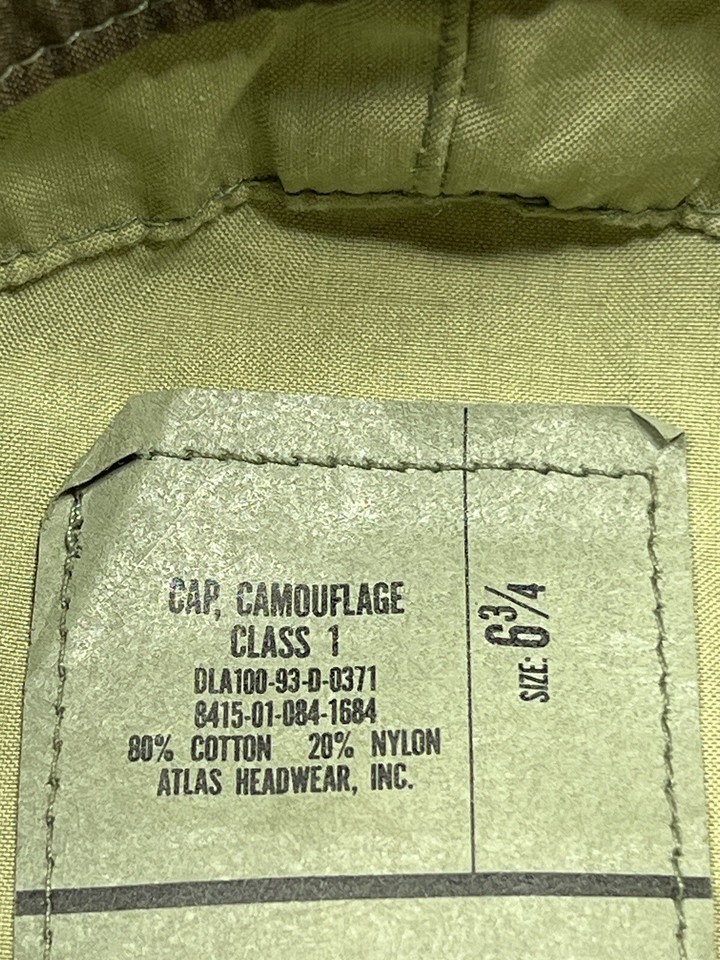 CAP, CAMOUFLAGE
CLASS 1
DLA100-93-D-0371
8415-01-084-1684
80% COTTON 20% NYLON
ATLAS HEADWEAR, INC.
SIZE: 6 3/4